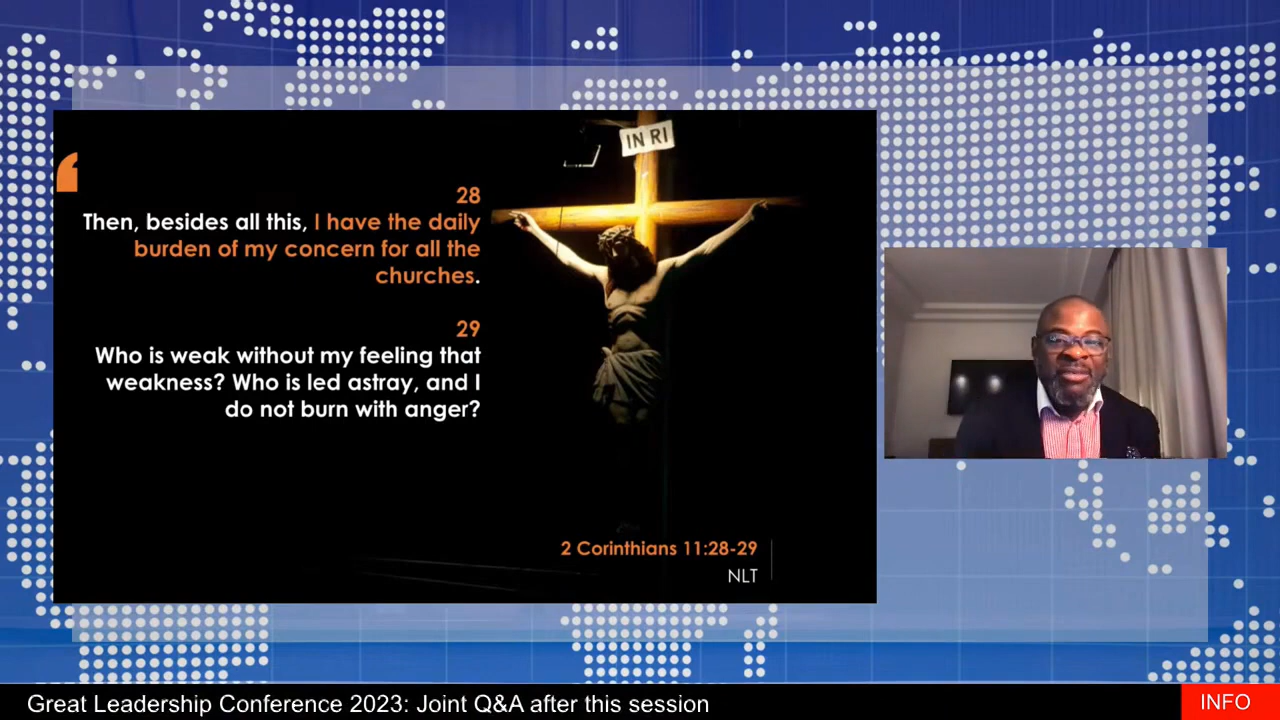 IN RI
28
Then, besides all this, I have the daily
burden of my concern for all the
churches.
29
Who is weak without my feeling that
weakness? Who is led astray, and I
do not burn with anger?
2 Corinthians 11:28-29
NLT
Great Leadership Conference 2023: Joint Q&A after this session
INFO